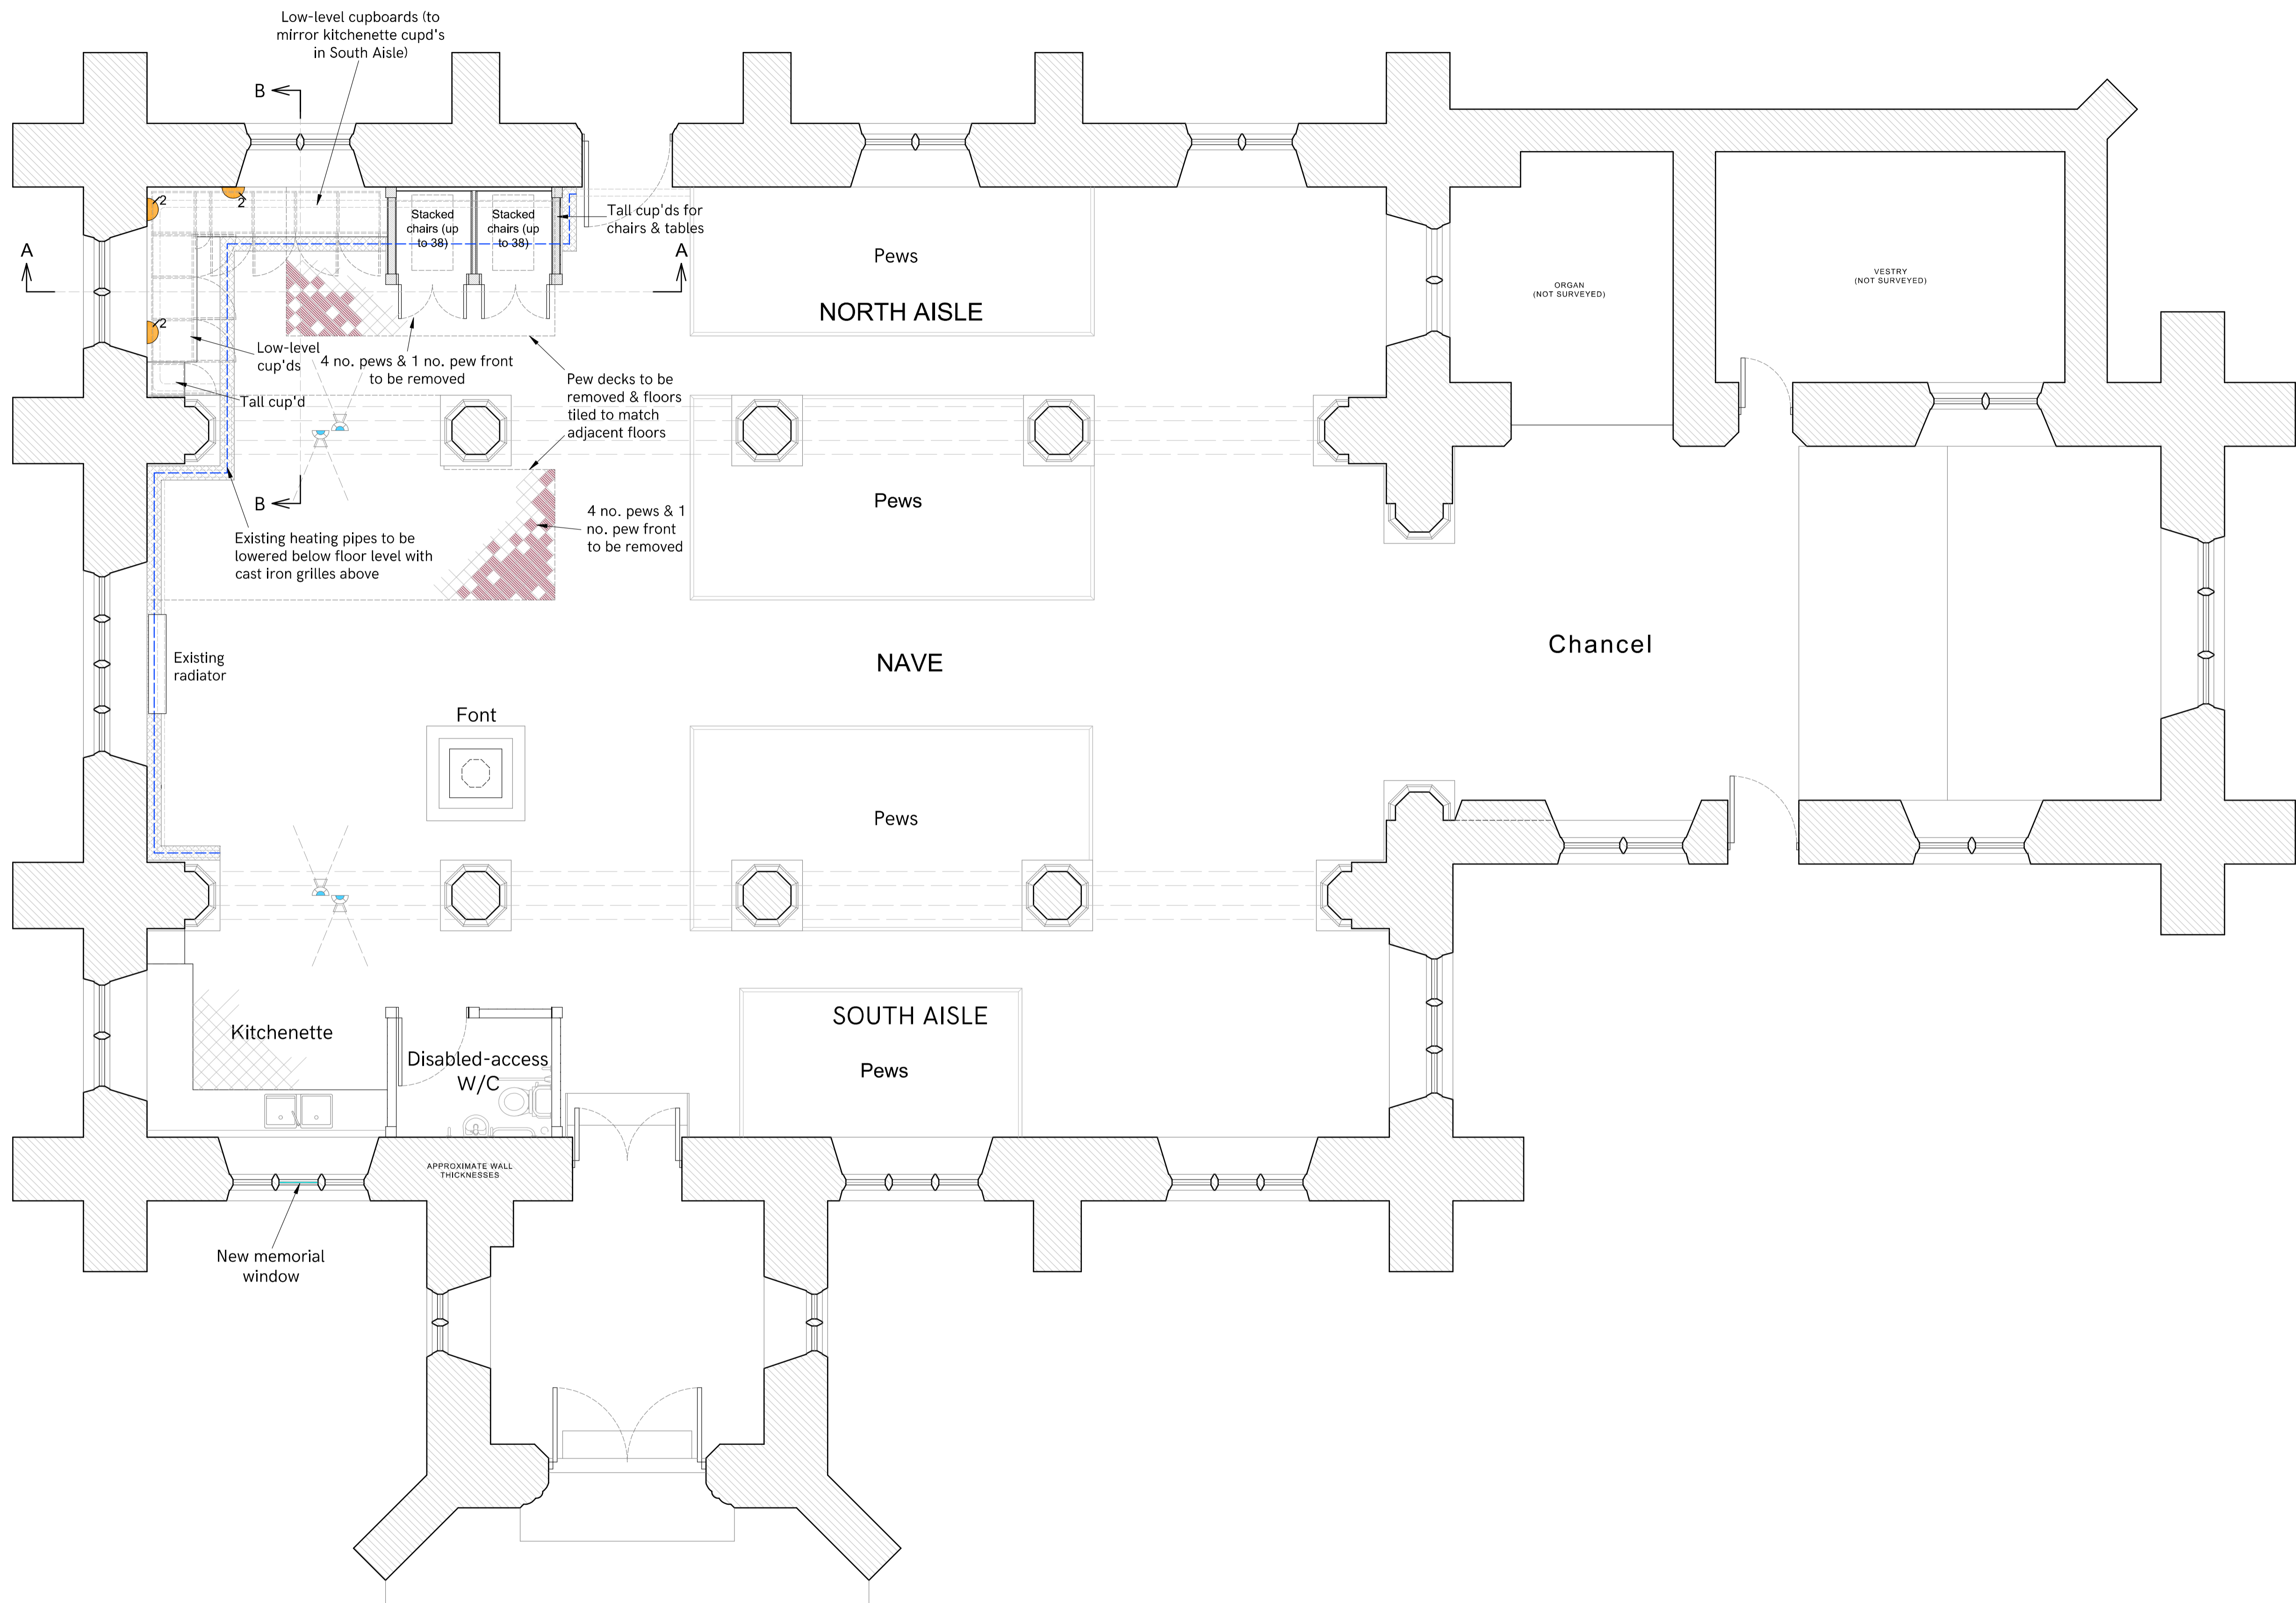 Low-level cupboards (to
mirror kitchenette cupd's
in South Aisle)
B
2
2
Stacked
chairs (up
to 38)
Stacked
chairs (up
to 38)
Tall cup'ds for
chairs & tables
A
A
Pews
NORTH AISLE
ORGAN
(NOT SURVEYED)
VESTRY
(NOT SURVEYED)
2
Low-level
cup'ds
4 no. pews & 1 no. pew front
to be removed
Tall cup'd
Pew decks to be
removed & floors
tiled to match
adjacent floors
B
Pews
4 no. pews & 1
no. pew front
to be removed
Existing heating pipes to be
lowered below floor level with
cast iron grilles above
Existing
radiator
NAVE
Chancel
Font
Pews
SOUTH AISLE
Kitchenette
Disabled-access
W/C
Pews
APPROXIMATE WALL
THICKNESSES
New memorial
window